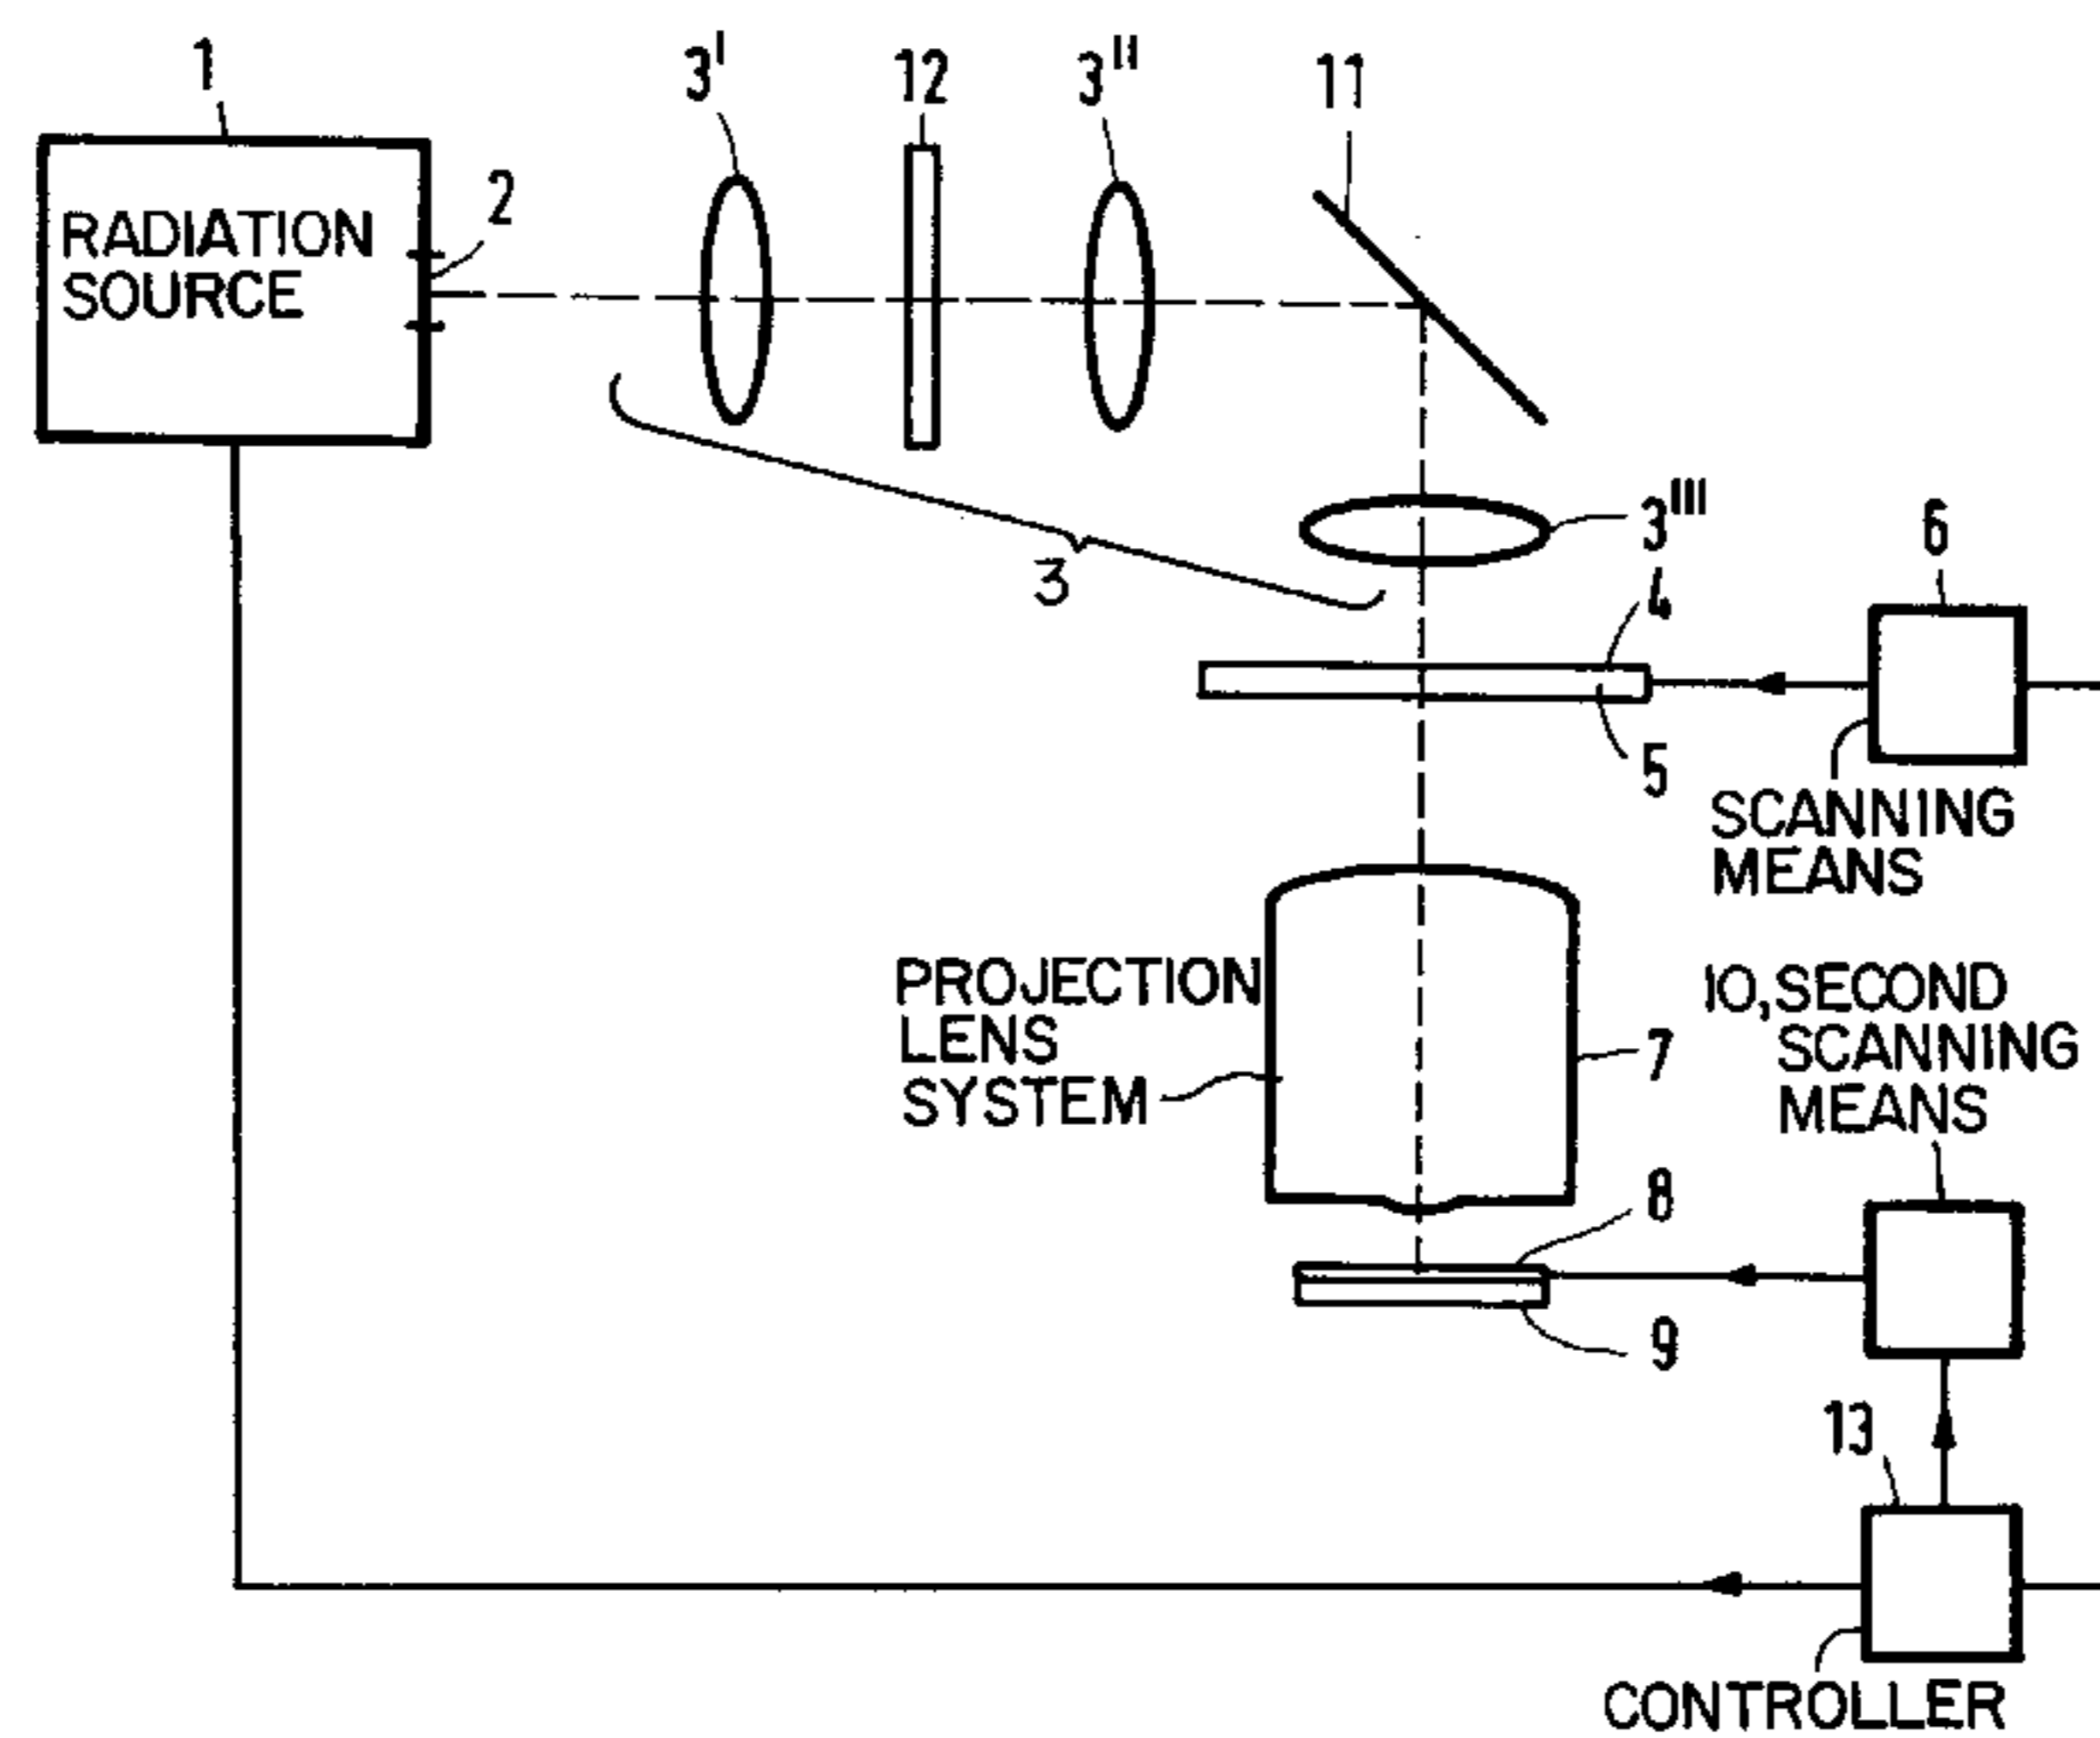 1
3'
12
3''
11
2
RADIATION
SOURCE
3'''
6
3
4
5
SCANNING
MEANS
PROJECTION
LENS
SYSTEM
10, SECOND
SCANNING
MEANS
7
8
9
13
CONTROLLER